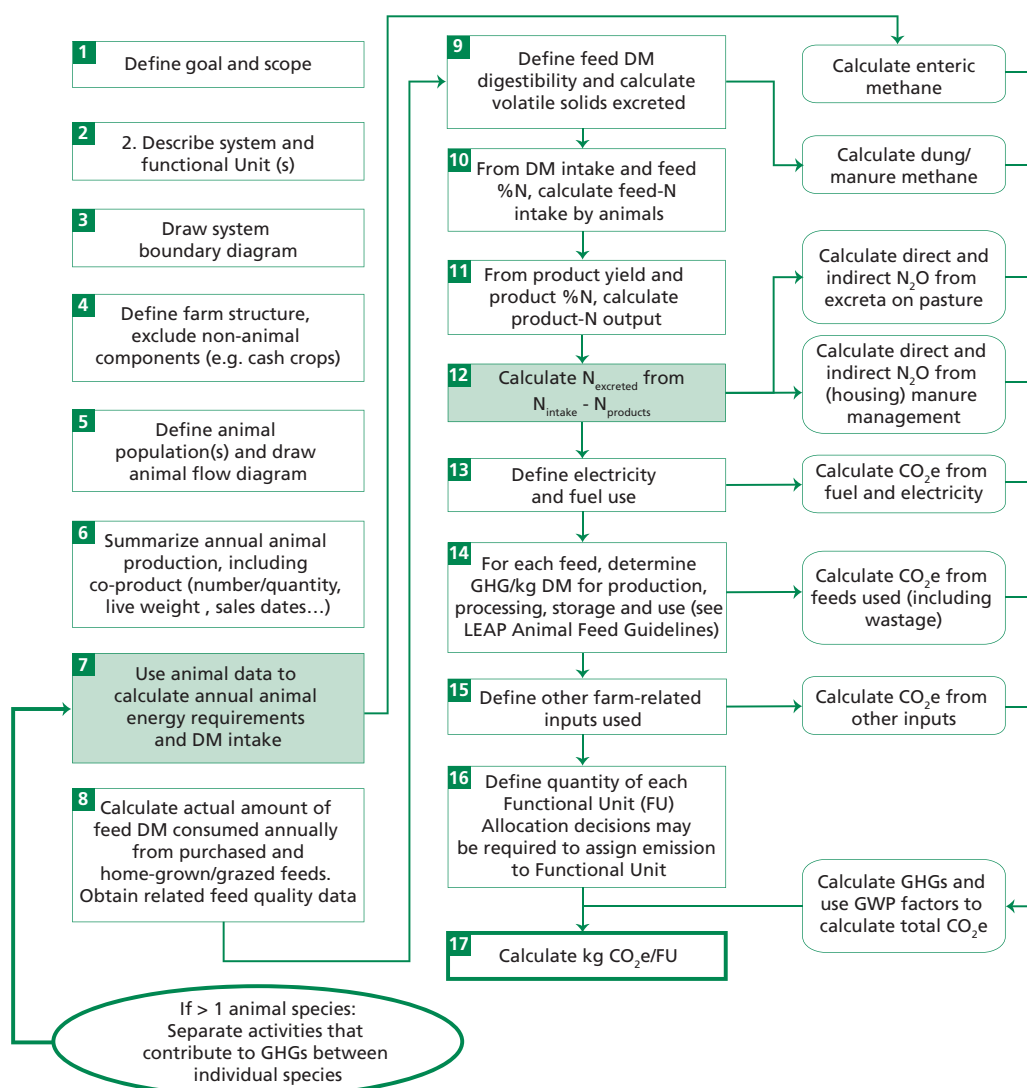 1
Define goal and scope
2
2. Describe system and
functional Unit (s)
3
Draw system
boundary diagram
4
Define farm structure,
exclude non-animal
components (e.g. cash crops)
5
Define animal
population(s) and draw
animal flow diagram
6
Summarize annual animal
production, including
co-product (number/quantity,
live weight , sales dates...)
7
Use animal data to
calculate annual animal
energy requirements
and DM intake
8
Calculate actual amount of
feed DM consumed annually
from purchased and
home-grown/grazed feeds.
Obtain related feed quality data
If > 1 animal species:
Separate activities that
contribute to GHGs between
individual species
9
Define feed DM
digestibility and calculate
volatile solids excreted
10
From DM intake and feed
%N, calculate feed-N
intake by animals
11
From product yield and
product %N, calculate
product-N output
12
Calculate N excreted from
N intake - N products
13
Define electricity
and fuel use
14
For each feed, determine
GHG/kg DM for production,
processing, storage and use (see
LEAP Animal Feed Guidelines)
15
Define other farm-related
inputs used
16
Define quantity of each
Functional Unit (FU)
Allocation decisions may
be required to assign emission
to Functional Unit
17
Calculate kg CO₂e/FU
Calculate enteric
methane
Calculate dung/
manure methane
Calculate direct and
indirect N₂O from
excreta on pasture
Calculate direct and
indirect N₂O from
(housing) manure
management
Calculate CO₂e from
fuel and electricity
Calculate CO₂e from
feeds used (including
wastage)
Calculate CO₂e from
other inputs
Calculate GHGs and
use GWP factors to
calculate total CO₂e